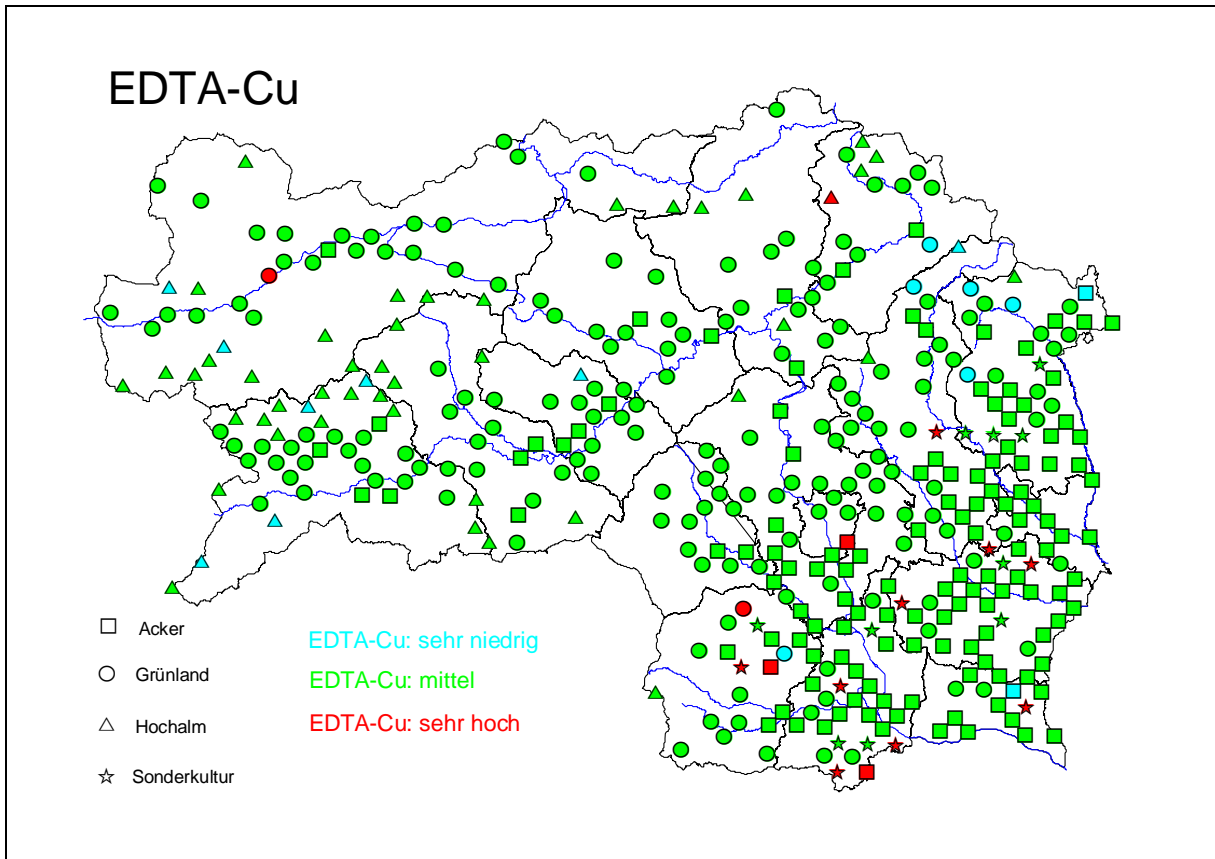 EDTA-Cu
Acker
Grünland
Hochalm
Sonderkultur
EDTA-Cu: sehr niedrig
EDTA-Cu: mittel
EDTA-Cu: sehr hoch